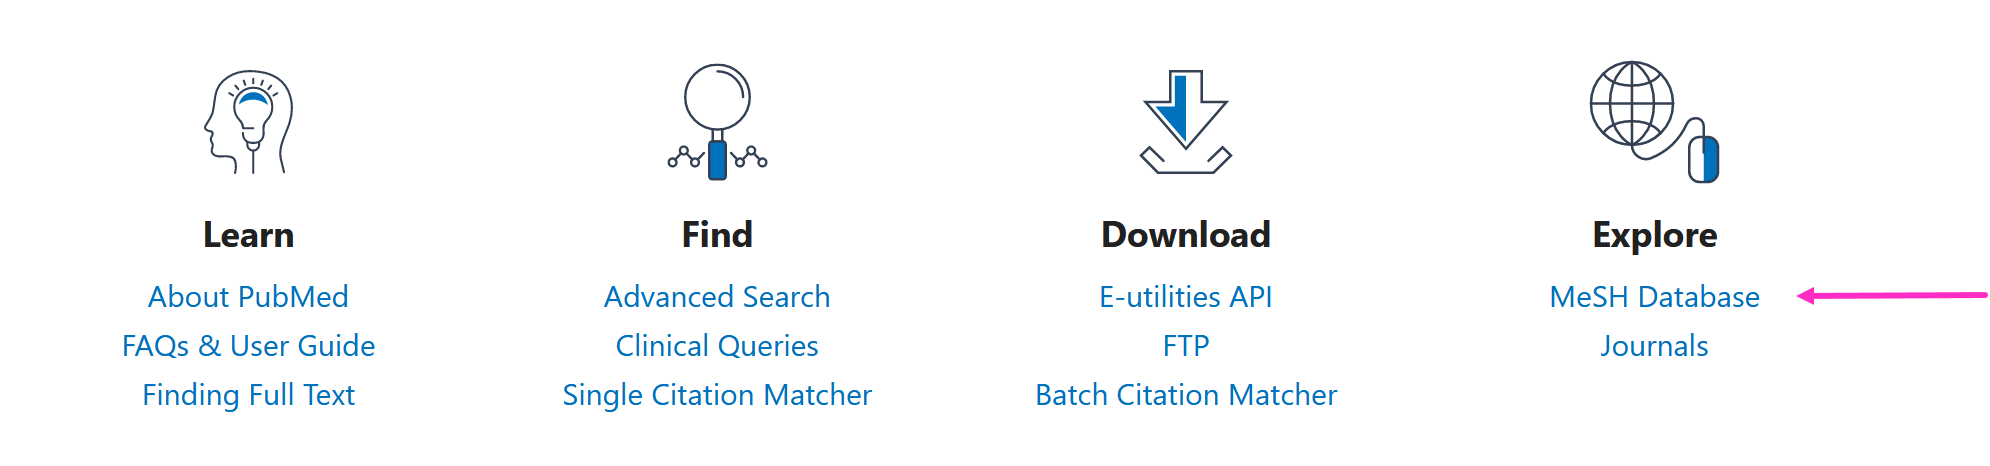 Learn
About PubMed
FAQs & User Guide
Finding Full Text
Find
Advanced Search
Clinical Queries
Single Citation Matcher
Download
E-utilities API
FTP
Batch Citation Matcher
Explore
MeSH Database
Journals